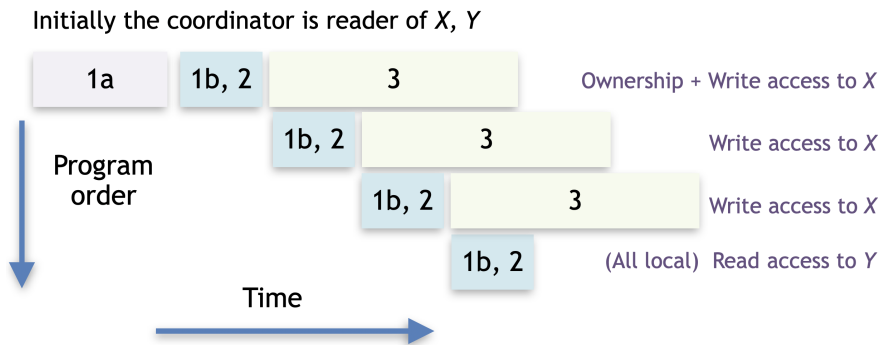 Initially the coordinator is reader of X, Y
1a
1b, 2
3
Ownership + Write access to X
1b, 2
3
Write access to X
Program
order
1b, 2
3
Write access to X
1b, 2
(All local) Read access to Y
Time